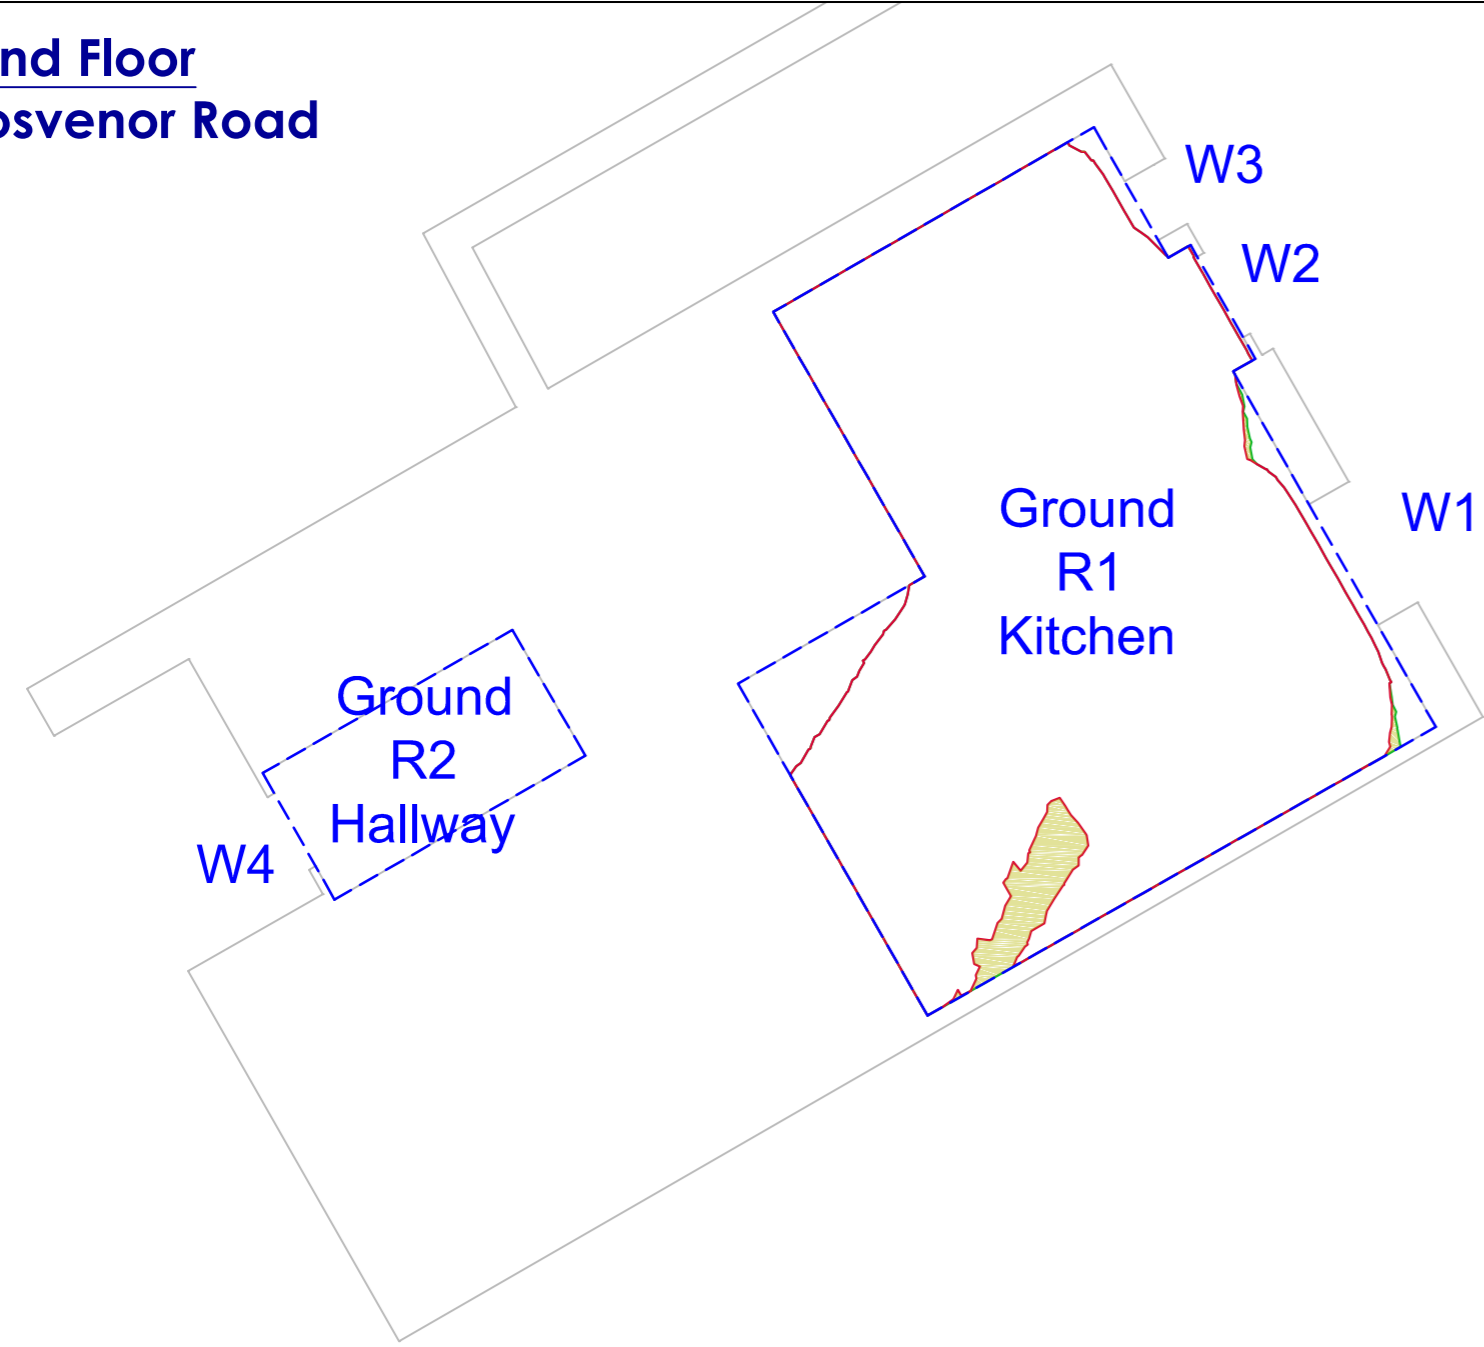 nd Floor
osvenor Road
W3
W2
Ground
R1
Kitchen
W1
Ground
R2
Hallway
W4